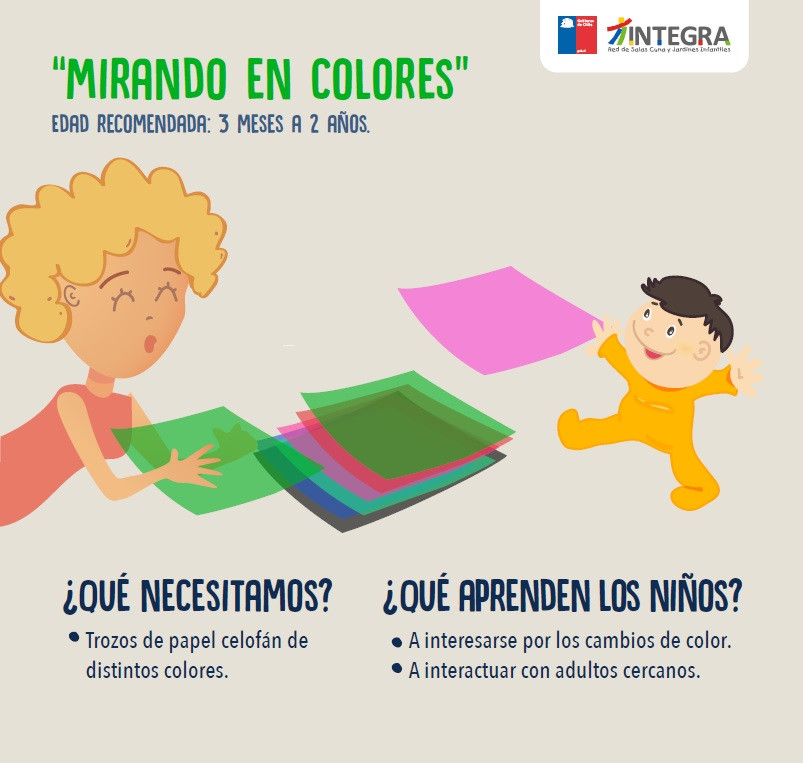 Gobierno
de Chile
INTEGRA
Red de Salas Cuna y Jardines Infantiles
“MIRANDO EN COLORES”
EDAD RECOMENDADA: 3 MESES A 2 AÑOS.
¿QUÉ NECESITAMOS?
• Trozos de papel celofán de
distintos colores.
¿QUÉ APRENDEN LOS NIÑOS?
• A interesarse por los cambios de color.
• A interactuar con adultos cercanos.